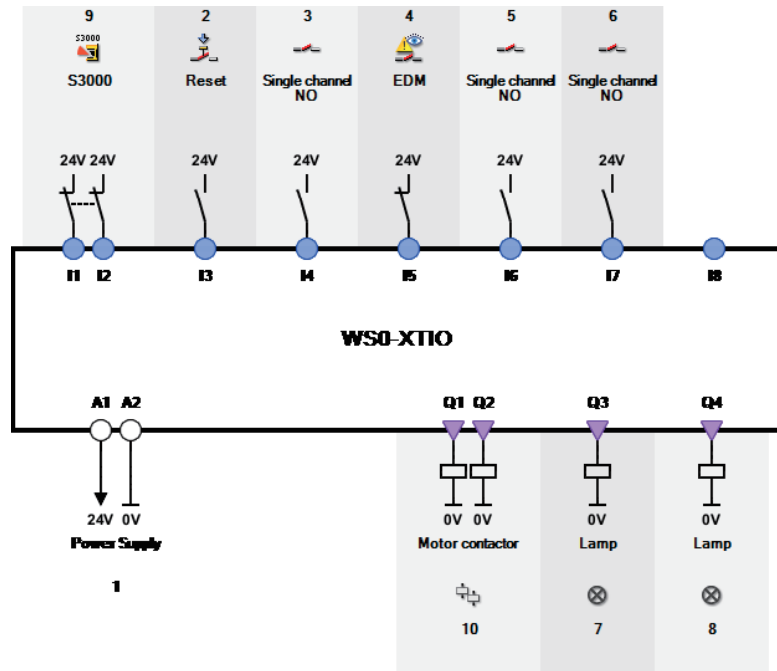 9 2 3 4 5 6
S3000
S3000 Reset Single channel EDM Single channel Single channel
NO NO NO
24V 24V 24V 24V 24V 24V 24V
I1 I2 I3 I4 I5 I6 I7 I8
WS0-XTIO
A1 A2 Q1 Q2 Q3 Q4
24V 0V 0V 0V 0V 0V
Power Supply Motor contactor Lamp Lamp
1
10 7 8